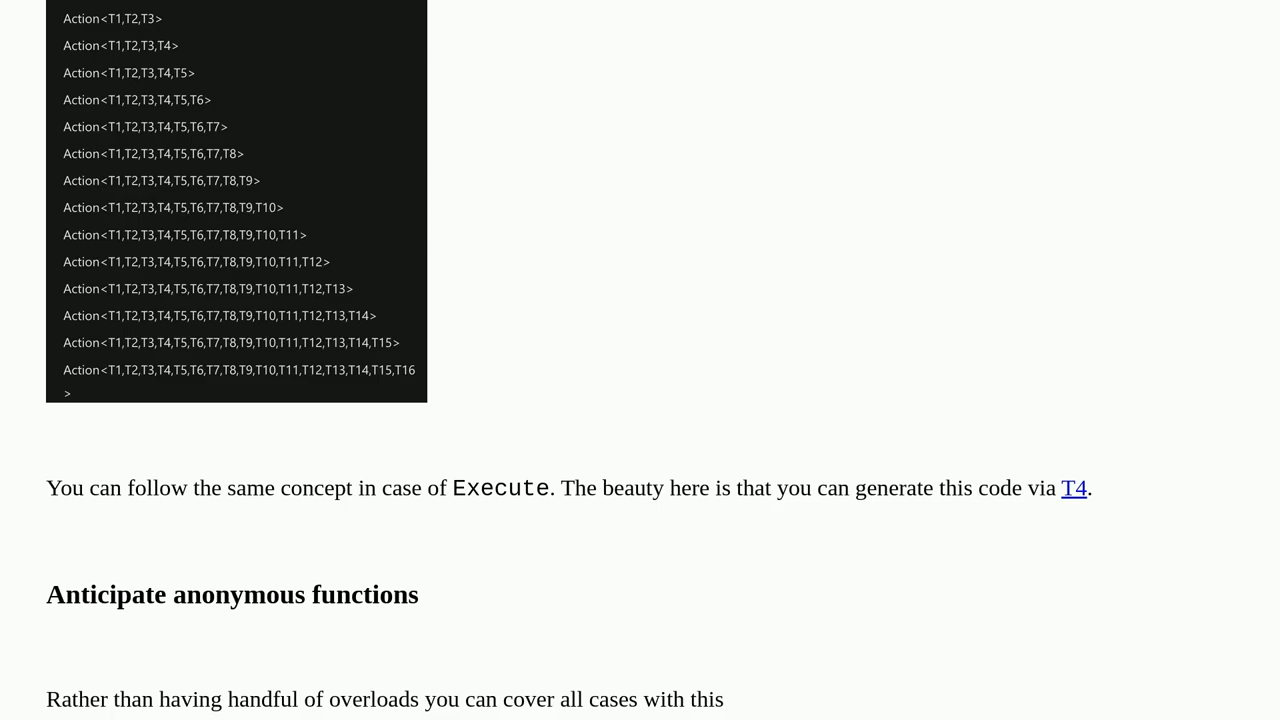 Action<T1,T2,T3>
Action<T1,T2,T3,T4>
Action<T1,T2,T3,T4,T5>
Action<T1,T2,T3,T4,T5,T6>
Action<T1,T2,T3,T4,T5,T6,T7>
Action<T1,T2,T3,T4,T5,T6,T7,T8>
Action<T1,T2,T3,T4,T5,T6,T7,T8,T9>
Action<T1,T2,T3,T4,T5,T6,T7,T8,T9,T10>
Action<T1,T2,T3,T4,T5,T6,T7,T8,T9,T10,T11>
Action<T1,T2,T3,T4,T5,T6,T7,T8,T9,T10,T11,T12>
Action<T1,T2,T3,T4,T5,T6,T7,T8,T9,T10,T11,T12,T13>
Action<T1,T2,T3,T4,T5,T6,T7,T8,T9,T10,T11,T12,T13,T14>
Action<T1,T2,T3,T4,T5,T6,T7,T8,T9,T10,T11,T12,T13,T14,T15>
Action<T1,T2,T3,T4,T5,T6,T7,T8,T9,T10,T11,T12,T13,T14,T15,T16
>
You can follow the same concept in case of Execute. The beauty here is that you can generate this code via T4.
Anticipate anonymous functions
Rather than having handful of overloads you can cover all cases with this